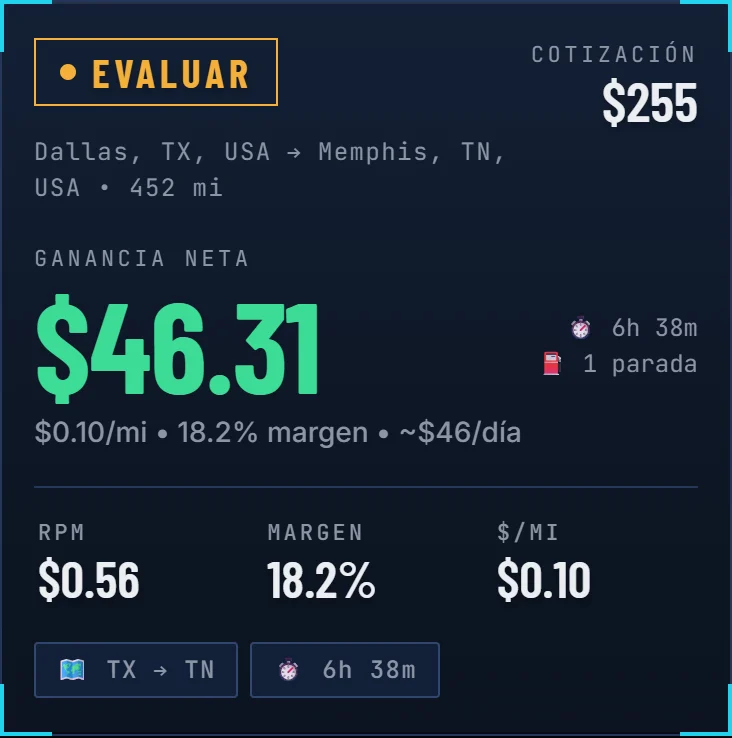 EVALUAR
COTIZACIÓN
$255
Dallas, TX, USA → Memphis, TN,
USA • 452 mi
GANANCIA NETA
$46.31
6h 38m
1 parada
$0.10/mi • 18.2% margen • ~$46/día
RPM
MARGEN
$/MI
$0.56
18.2%
$0.10
TX → TN
6h 38m